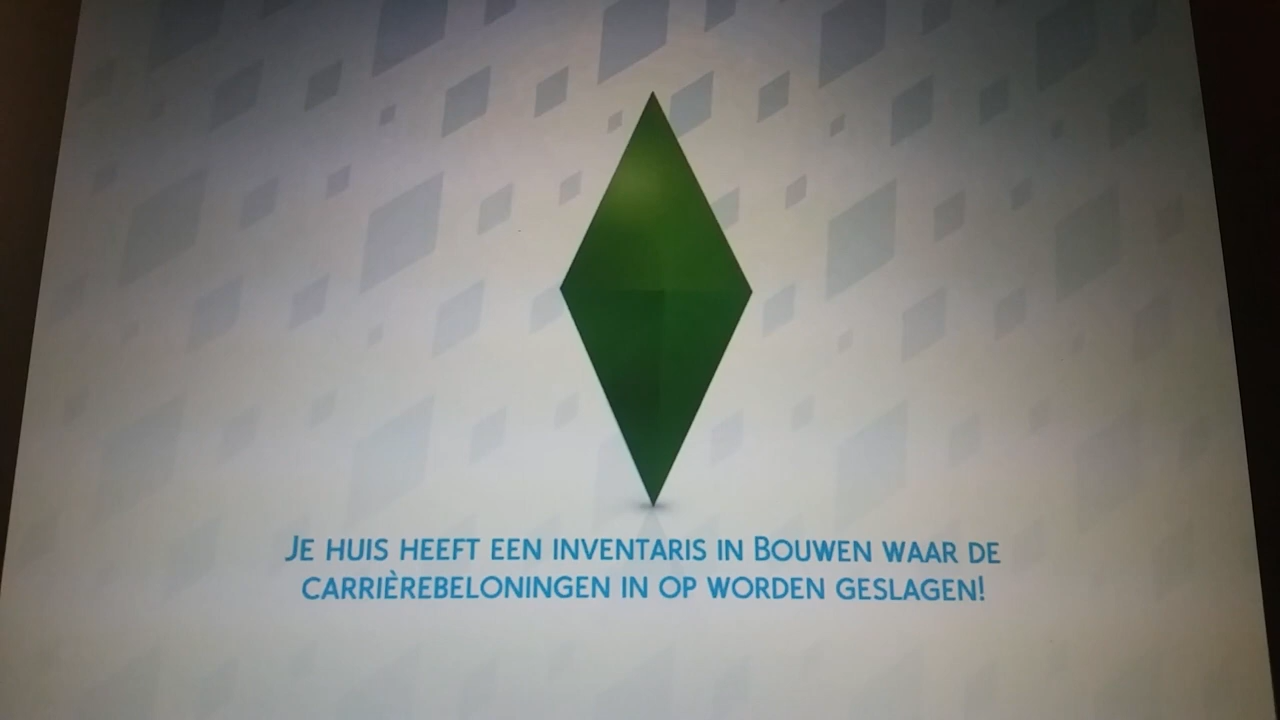 Je huis heeft een inventaris in Bouwen waar de
carrièrebeloningen in op worden geslagen!